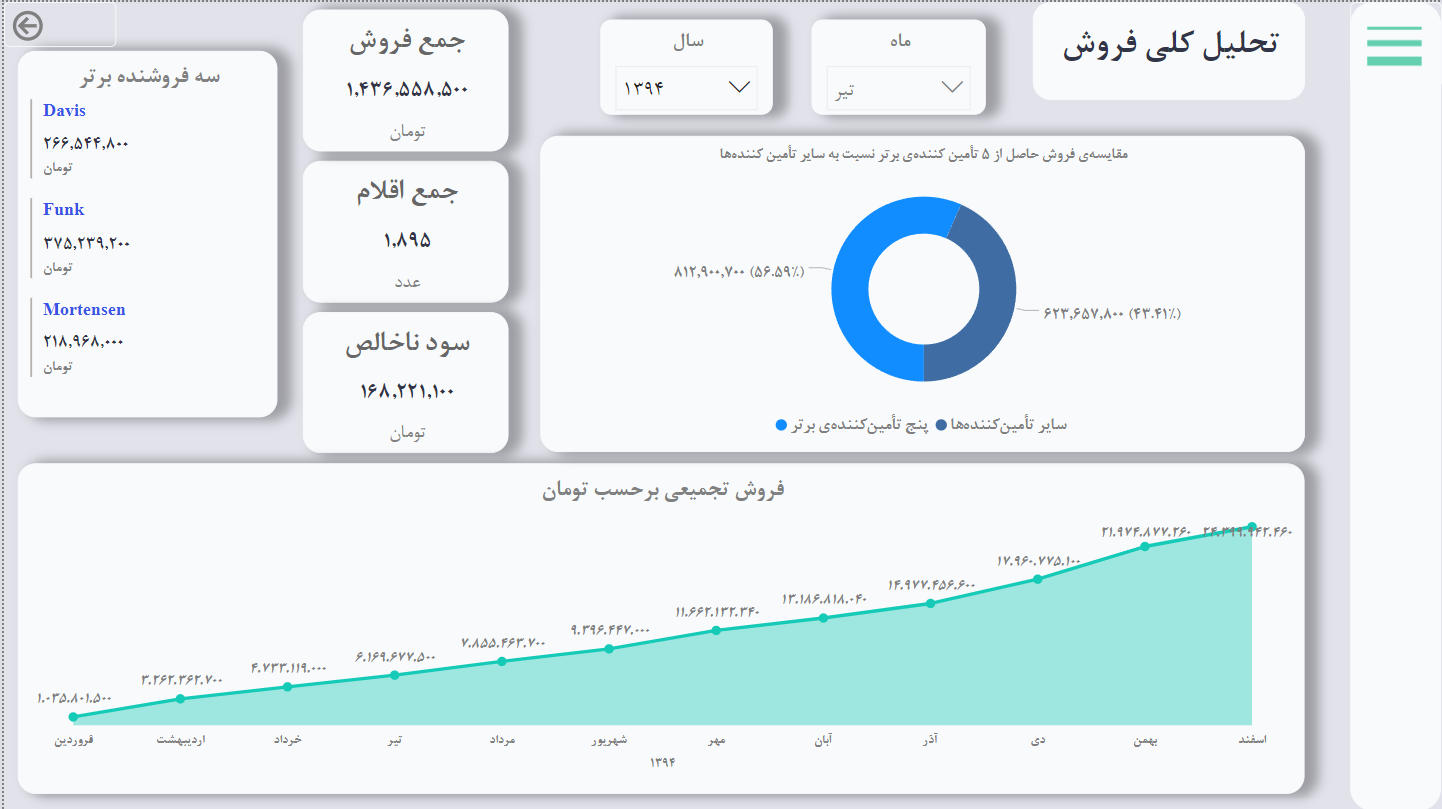 تحلیل کلی فروش
ماه
تیر
سال
۱۳۹۴
جمع فروش
۱,۴۳۶,۵۵۸,۵۰۰
تومان
سه فروشنده برتر
Davis
۲۶۶,۵۴۴,۸۰۰
تومان
Funk
۳۷۵,۲۳۹,۲۰۰
تومان
Mortensen
۲۱۸,۹۶۸,۰۰۰
تومان
جمع اقلام
۱,۸۹۵
عدد
سود ناخالص
۱۶۸,۲۲۱,۱۰۰
تومان
مقایسه‌ی فروش حاصل از ۵ تأمین کننده‌ی برتر نسبت به سایر تأمین کننده‌ها
۸۱۲,۹۰۰,۷۰۰ (۵۶.۵۹٪)
۶۲۳,۶۵۷,۸۰۰ (۴۳.۴۱٪)
سایر تأمین‌کننده‌ها
پنج تأمین‌کننده‌ی برتر
فروش تجمیعی برحسب تومان
۱.۰۳۵.۸۰۱.۵۰۰
۳.۲۶۲.۳۶۲.۷۰۰
۴.۷۳۳.۱۱۹.۰۰۰
۶.۱۶۹.۶۷۷.۵۰۰
۷.۸۵۵.۴۶۳.۷۰۰
۹.۳۹۶.۴۴۷.۰۰۰
۱۱.۶۶۲.۱۳۲.۳۴۰
۱۳.۱۸۶.۸۱۸.۰۴۰
۱۴.۹۷۷.۴۵۶.۶۰۰
۱۷.۹۶۰.۷۷۵.۱۰۰
۲۱.۹۷۴.۸۷۷.۲۶۰
فروردین
اردیبهشت
خرداد
تیر
مرداد
شهریور
مهر
آبان
آذر
دی
بهمن
اسفند
۱۳۹۴